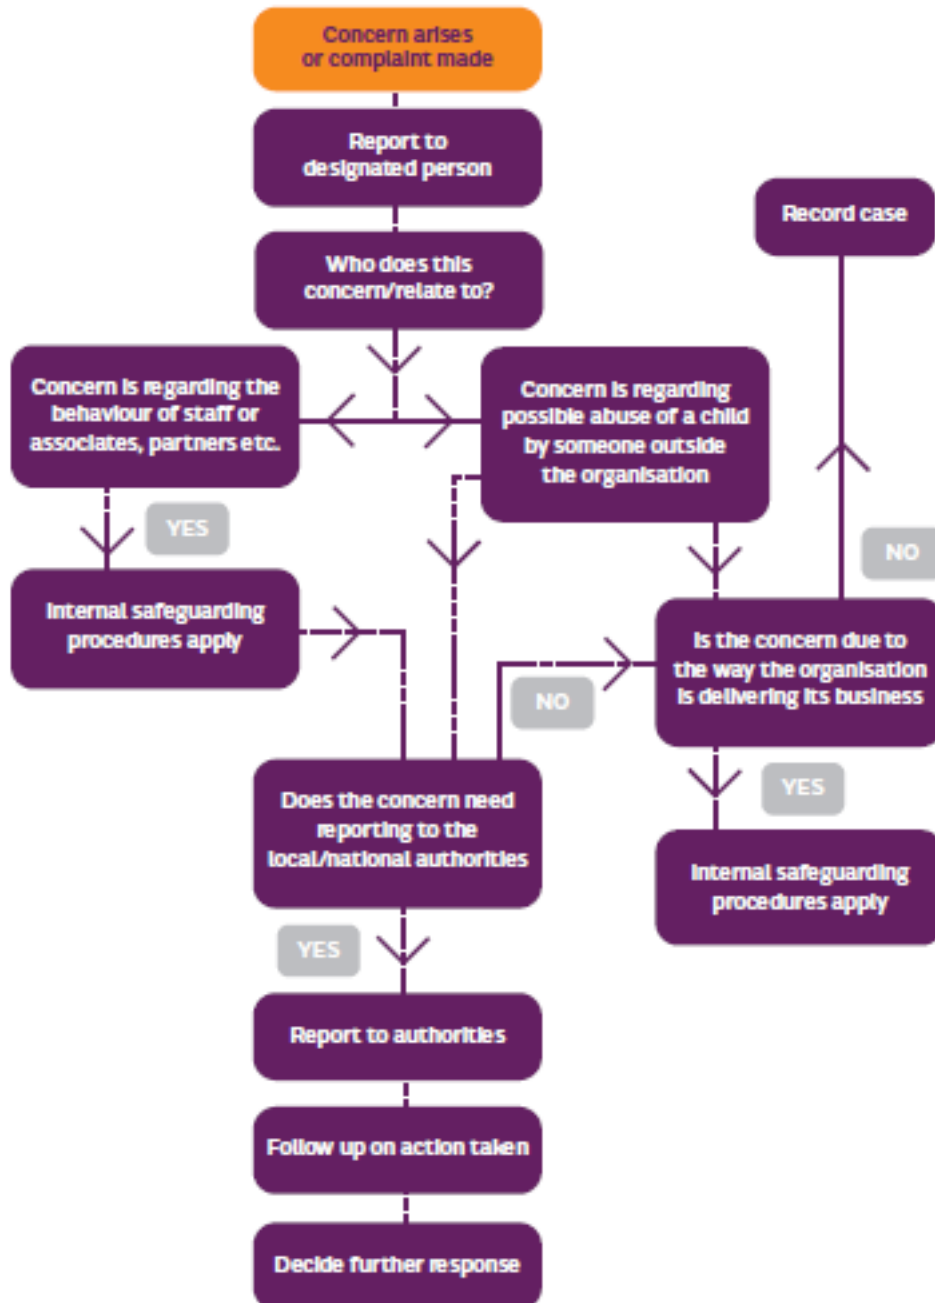 Concern arises
or complaint made
Report to
designated person
Record case
Who does this
concern/relate to?
Concern is regarding the
behaviour of staff or
associates, partners etc.
Concern is regarding
possible abuse of a child
by someone outside
the organisation
YES
NO
Internal safeguarding
procedures apply
Is the concern due to
the way the organisation
is delivering its business
NO
YES
Does the concern need
reporting to the
local/national authorities
Internal safeguarding
procedures apply
YES
Report to authorities
Follow up on action taken
Decide further response